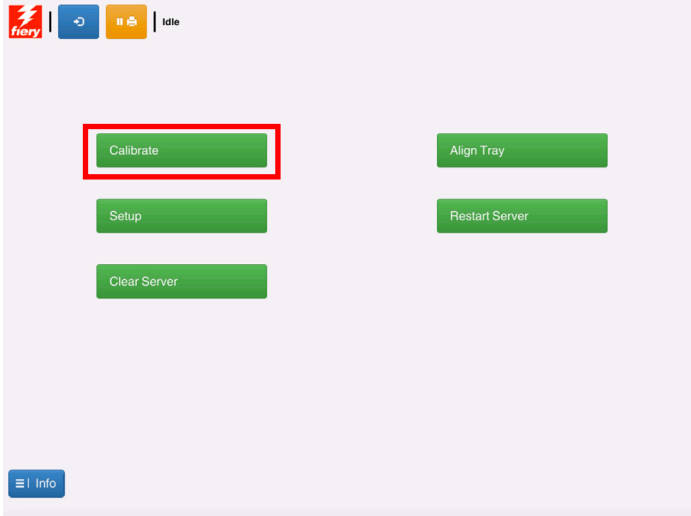 fiery
Idle
Calibrate
Align Tray
Setup
Restart Server
Clear Server
Info